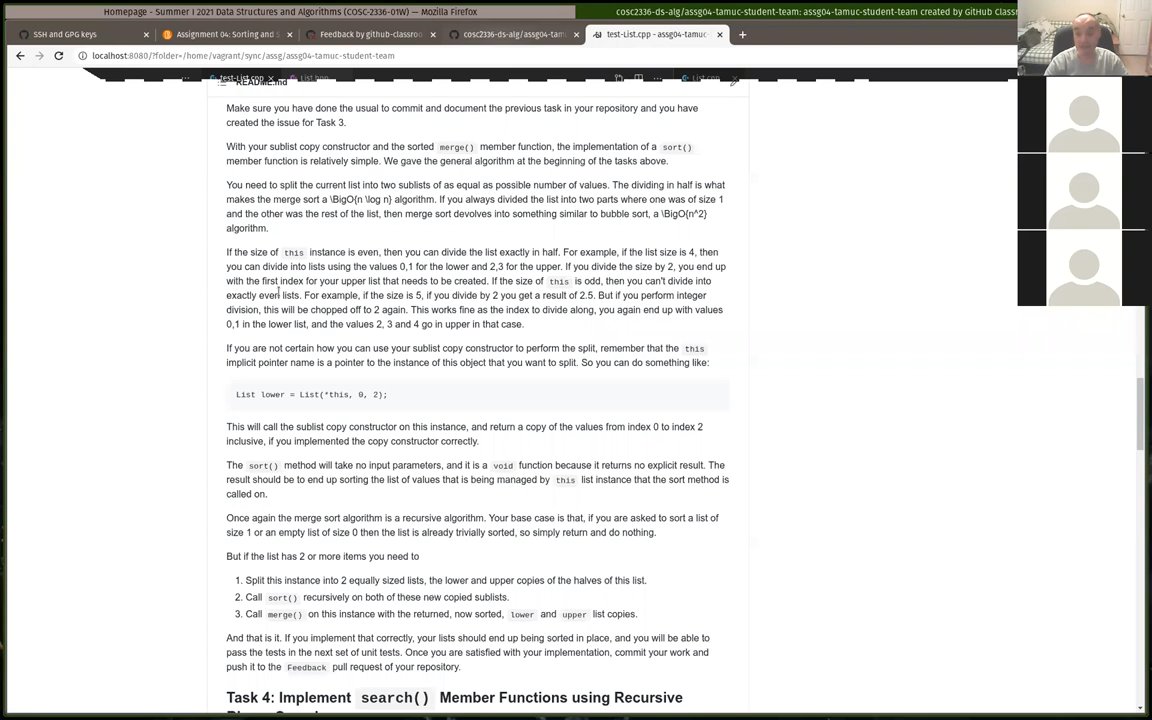 Homepage - Summer I 2021 Data Structures and Algorithms (COSC-2336-01W) — Mozilla Firefox
cosc2336-ds-alg/assg04-tamuc-student-team: assg04-tamuc-student-team created by GitHub Class
SSH and GPG keys
Assignment 04: Sorting and S
Feedback by github-classroo
cosc2336-ds-alg/assg04-tam
test-List.cpp - assg04-tamuc-
localhost:8080/?folder=/home/vagrant/sync/assg/assg04-tamuc-student-team
test-List.cpp
List.hpp
List.cpp
README.md
Make sure you have done the usual to commit and document the previous task in your repository and you have
created the issue for Task 3.
With your sublist copy constructor and the sorted merge() member function, the implementation of a sort()
member function is relatively simple. We gave the general algorithm at the beginning of the tasks above.
You need to split the current list into two sublists of as equal as possible number of values. The dividing in half is what
makes the merge sort a \BigO{n \log n} algorithm. If you always divided the list into two parts where one was of size 1
and the other was the rest of the list, then merge sort devolves into something similar to bubble sort, a \BigO{n^2}
algorithm.
If the size of this instance is even, then you can divide the list exactly in half. For example, if the list size is 4, then
you can divide into lists using the values 0,1 for the lower and 2,3 for the upper. If you divide the size by 2, you end up
with the first index for your upper list that needs to be created. If the size of this is odd, then you can't divide into
exactly even lists. For example, if the size is 5, if you divide by 2 you get a result of 2.5. But if you perform integer
division, this will be chopped off to 2 again. This works fine as the index to divide along, you again end up with values
0,1 in the lower list, and the values 2, 3 and 4 go in upper in that case.
If you are not certain how you can use your sublist copy constructor to perform the split, remember that the this
implicit pointer name is a pointer to the instance of this object that you want to split. So you can do something like:
List lower = List(*this, 0, 2);
This will call the sublist copy constructor on this instance, and return a copy of the values from index 0 to index 2
inclusive, if you implemented the copy constructor correctly.
The sort() method will take no input parameters, and it is a void function because it returns no explicit result. The
result should be to end up sorting the list of values that is being managed by this list instance that the sort method is
called on.
Once again the merge sort algorithm is a recursive algorithm. Your base case is that, if you are asked to sort a list of
size 1 or an empty list of size 0 then the list is already trivially sorted, so simply return and do nothing.
But if the list has 2 or more items you need to
1. Split this instance into 2 equally sized lists, the lower and upper copies of the halves of this list.
2. Call sort() recursively on both of these new copied sublists.
3. Call merge() on this instance with the returned, now sorted, lower and upper list copies.
And that is it. If you implement that correctly, your lists should end up being sorted in place, and you will be able to
pass the tests in the next set of unit tests. Once you are satisfied with your implementation, commit your work and
push it to the Feedback pull request of your repository.
Task 4: Implement search() Member Functions using Recursive